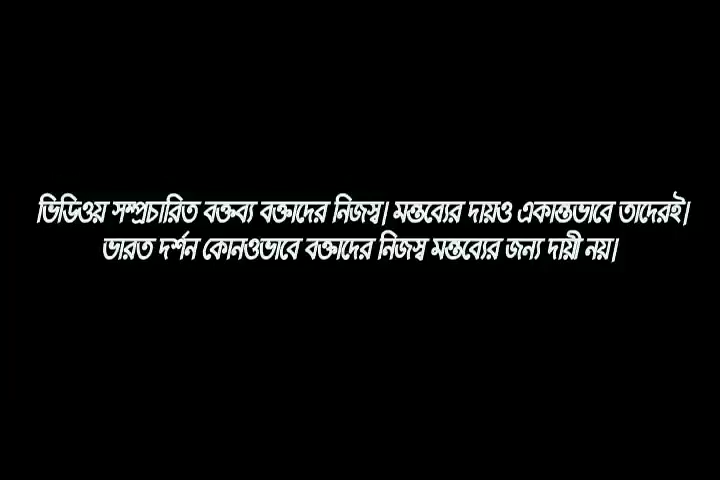 ভিডিওয় সম্প্রচারিত বক্তব্য বক্তাদের নিজস্ব। মন্তব্যের দায়ও একান্তভাবে তাদেরই।
ভারত দর্শন কোনওভাবে বক্তাদের নিজস্ব মন্তব্যের জন্য দায়ী নয়।